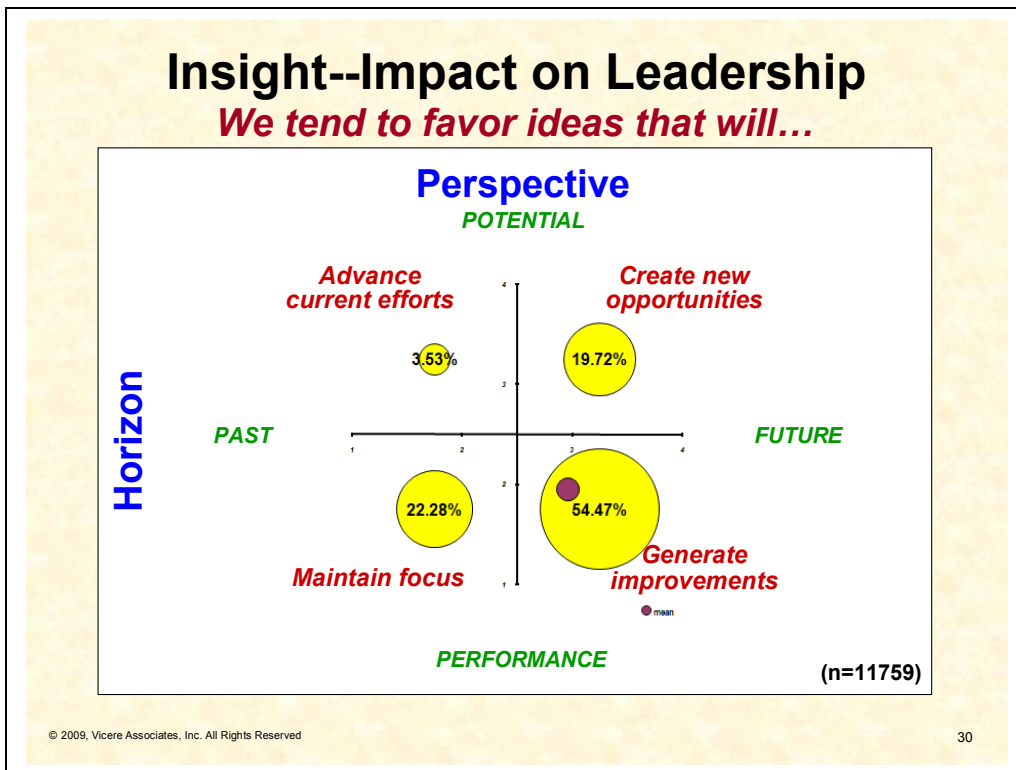 Insight--Impact on Leadership
We tend to favor ideas that will…
Perspective
POTENTIAL
Advance
current efforts
Create new
opportunities
4
3.53%
19.72%
3
Horizon
PAST
FUTURE
1
2
3
4
2
22.28%
54.47%
Maintain focus
Generate
improvements
1
mean
PERFORMANCE
(n=11759)
© 2009, Vicere Associates, Inc. All Rights Reserved
30